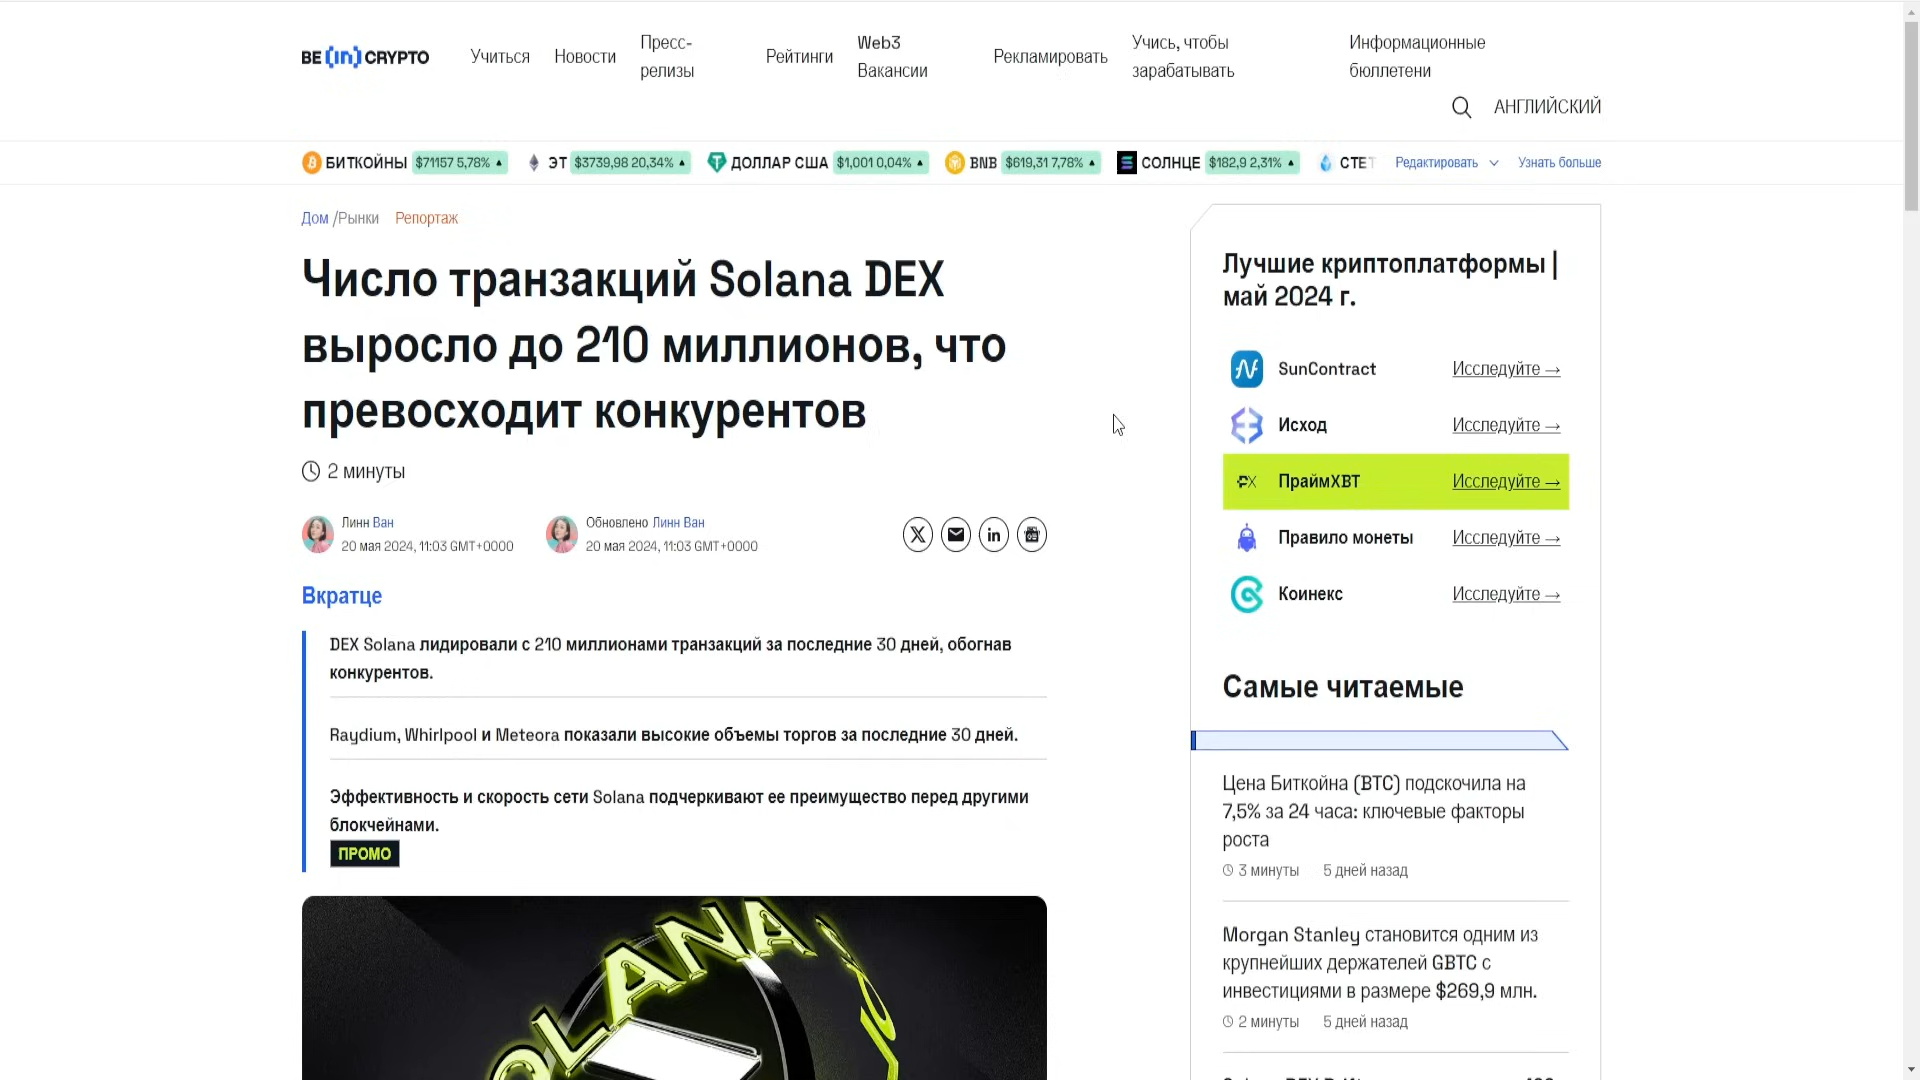 BE[in]CRYPTO
Учиться
Новости
Пресс-
релизы
Рейтинги
Web3
Вакансии
Рекламировать
Учись, чтобы
зарабатывать
Информационные
бюллетени
АНГЛИЙСКИЙ
БИТКОЙНЫ $71157 5,78% ▲ ЭТ $3739,98 20,34% ▲ ДОЛЛАР США $1,001 0,04% ▲ BNB $619,31 7,78% ▲ СОЛНЦЕ $182,9 2,31% ▲ СТЕТ Редактировать Узнать больше
Дом /Рынки Репортаж
Число транзакций Solana DEX
выросло до 210 миллионов, что
превосходит конкурентов
2 минуты
Линн Ван
20 мая 2024, 11:03 GMT+0000
Обновлено Линн Ван
20 мая 2024, 11:03 GMT+0000
Вкратце
DEX Solana лидировали с 210 миллионами транзакций за последние 30 дней, обогнав
конкурентов.
Raydium, Whirlpool и Meteora показали высокие объемы торгов за последние 30 дней.
Эффективность и скорость сети Solana подчеркивают ее преимущество перед другими
блокчейнами.
ПРОМО
SOLANA
Лучшие криптоплатформы |
май 2024 г.
SunContract Исследуйте →
Исход Исследуйте →
ПраймXBT Исследуйте →
Правило монеты Исследуйте →
Коинекс Исследуйте →
Самые читаемые
Цена Биткойна (BTC) подскочила на
7,5% за 24 часа: ключевые факторы
роста
3 минуты 5 дней назад
Morgan Stanley становится одним из
крупнейших держателей GBTC с
инвестициями в размере $269,9 млн.
2 минуты 5 дней назад